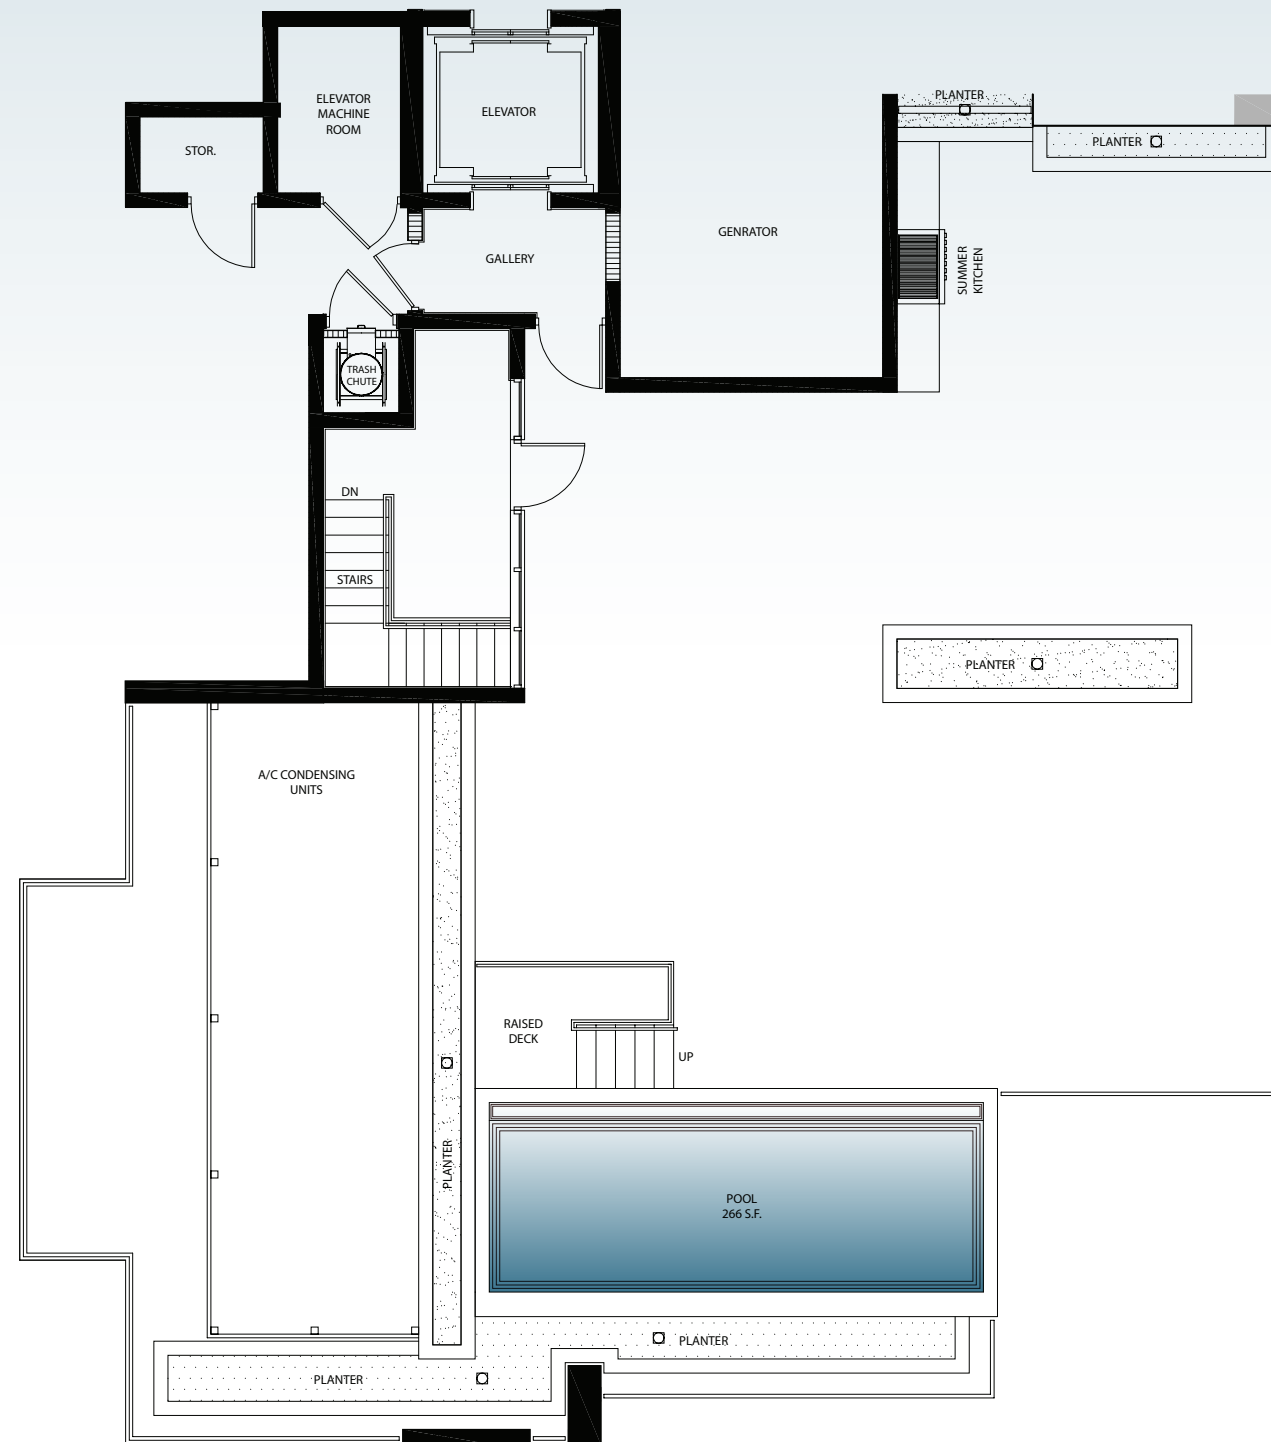 PLANTER
ELEVATOR
MACHINE
ROOM
ELEVATOR
PLANTER
STOR.
GENRATOR
GALLERY
SUMMER
KITCHEN
TRASH
CHUTE
DN
STAIRS
PLANTER
A/C CONDENSING
UNITS
RAISED
DECK
UP
PLANTER
POOL
266 S.F.
PLANTER
PLANTER